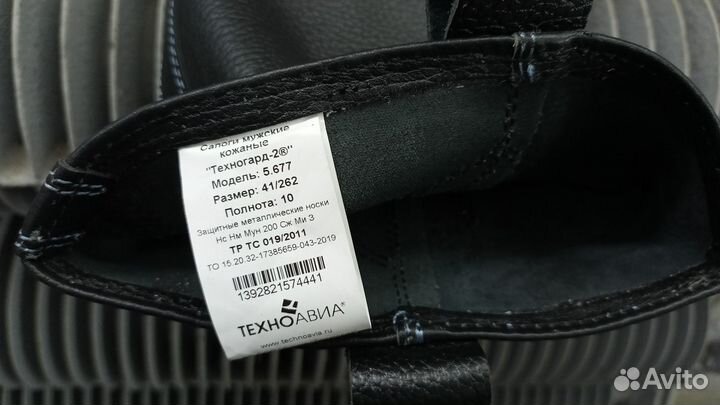 Сапоги мужские
кожаные
"Техногард-2®"
Модель: 5.677
Размер: 41/262
Полнота: 10
Защитные металлические носки
Нс Нм Мун 200 Сж Ми З
ТР ТС 019/2011
ТО 15.20.32-17385659-043-2019
1392821574441
ТЕХНОАВИА®
www.technoavia.ru
Avito